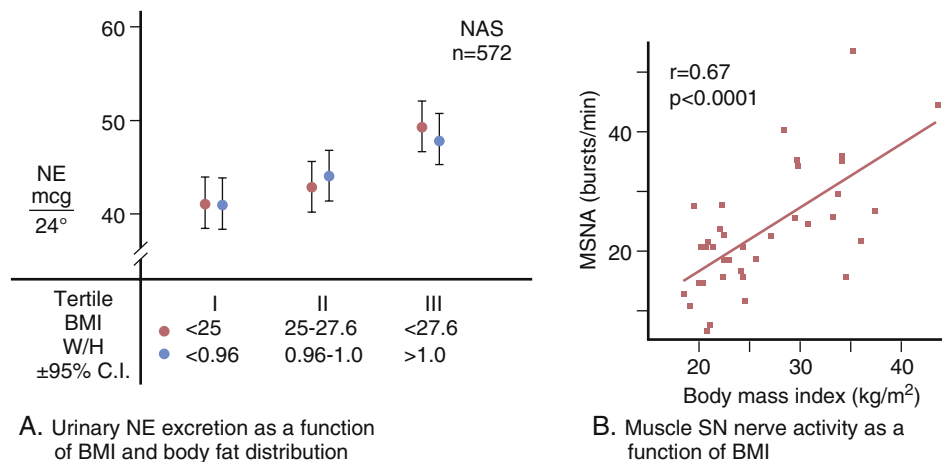 60
50
40
NE
mcg
24°
NAS
n=572
Tertile I II III
BMI <25 25-27.6 <27.6
W/H <0.96 0.96-1.0 >1.0
±95% C.I.
A. Urinary NE excretion as a function
of BMI and body fat distribution
r=0.67
p<0.0001
MSNA (bursts/min)
40
20
20 30 40
Body mass index (kg/m²)
B. Muscle SN nerve activity as a
function of BMI